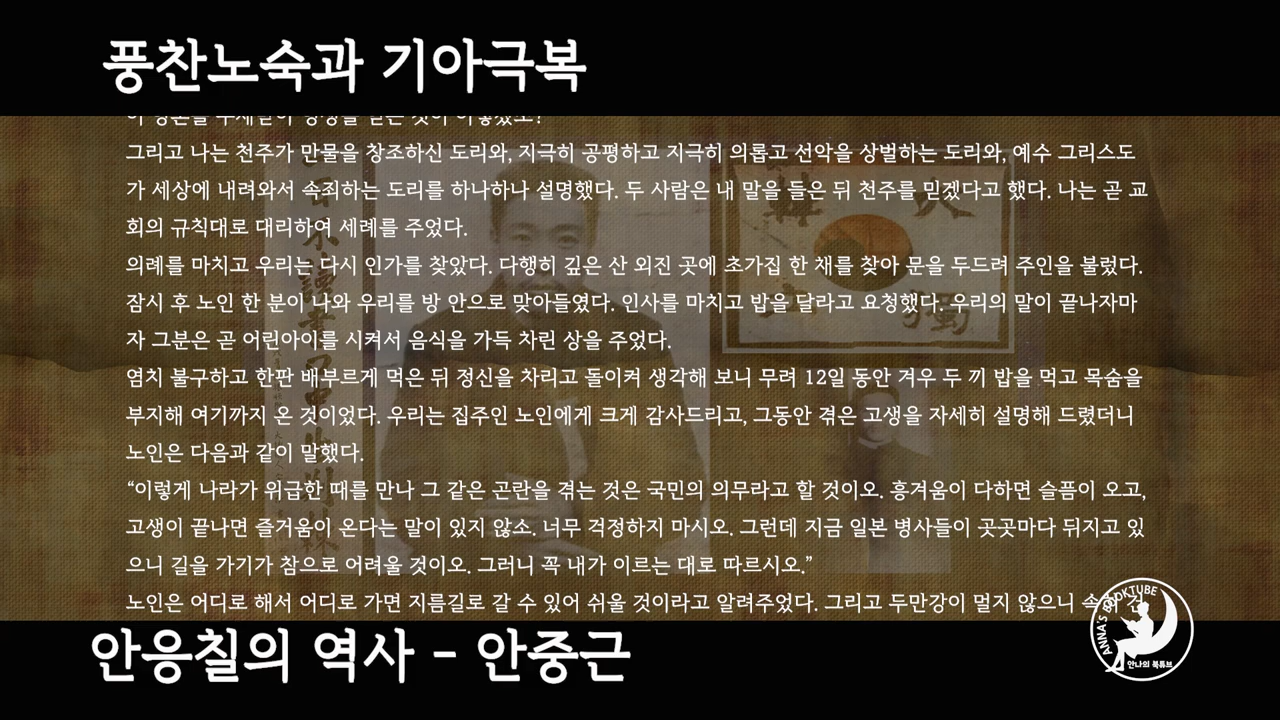 풍찬노숙과 기아극복
그리고 나는 천주가 만물을 창조하신 도리와, 지극히 공평하고 지극히 의롭고 선악을 상벌하는 도리와, 예수 그리스도
가 세상에 내려와서 속죄하는 도리를 하나하나 설명했다. 두 사람은 내 말을 들은 뒤 천주를 믿겠다고 했다. 나는 곧 교
회의 규칙대로 대리하여 세례를 주었다.
의례를 마치고 우리는 다시 인가를 찾았다. 다행히 깊은 산 외진 곳에 초가집 한 채를 찾아 문을 두드려 주인을 불렀다.
잠시 후 노인 한 분이 나와 우리를 방 안으로 맞아들였다. 인사를 마치고 밥을 달라고 요청했다. 우리의 말이 끝나자마
자 그분은 곧 어린아이를 시켜서 음식을 가득 차린 상을 주었다.
염치 불구하고 한판 배부르게 먹은 뒤 정신을 차리고 돌이켜 생각해 보니 무려 12일 동안 겨우 두 끼 밥을 먹고 목숨을
부지해 여기까지 온 것이었다. 우리는 집주인 노인에게 크게 감사드리고, 그동안 겪은 고생을 자세히 설명해 드렸더니
노인은 다음과 같이 말했다.
“이렇게 나라가 위급한 때를 만나 그 같은 곤란을 겪는 것은 국민의 의무라고 할 것이오. 흥겨움이 다하면 슬픔이 오고,
고생이 끝나면 즐거움이 온다는 말이 있지 않소. 너무 걱정하지 마시오. 그런데 지금 일본 병사들이 곳곳마다 뒤지고 있
으니 길을 가기가 참으로 어려울 것이오. 그러니 꼭 내가 이르는 대로 따르시오.”
노인은 어디로 해서 어디로 가면 지름길로 갈 수 있어 쉬울 것이라고 알려주었다. 그리고 두만강이 멀지 않으니
안응칠의 역사 - 안중근
ANNA'S BOOKTUBE
안나의 북튜브